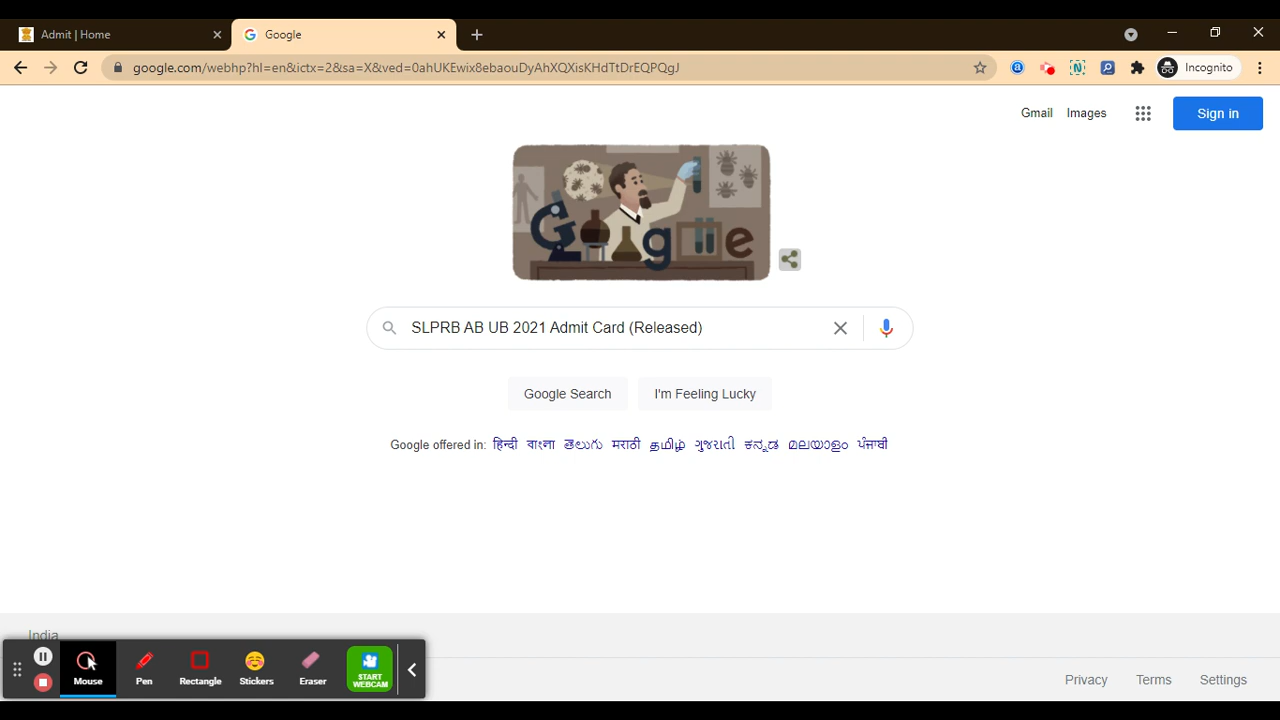 Admit | Home
Google
google.com/webhp?hl=en&ictx=2&sa=X&ved=0ahUKEwix8ebaouDyAhXQXisKHdTtDrEQPQgJ
Incognito
Gmail Images Sign in
Google
SLPRB AB UB 2021 Admit Card (Released)
Google Search I'm Feeling Lucky
Google offered in: हिन्दी বাংলা తెలుగు मराठी தமிழ் ગુજરાતી ಕನ್ನಡ മലയാളം ਪੰਜਾਬੀ
India
Mouse Pen Rectangle Stickers Eraser START WEBCAM
Privacy Terms Settings